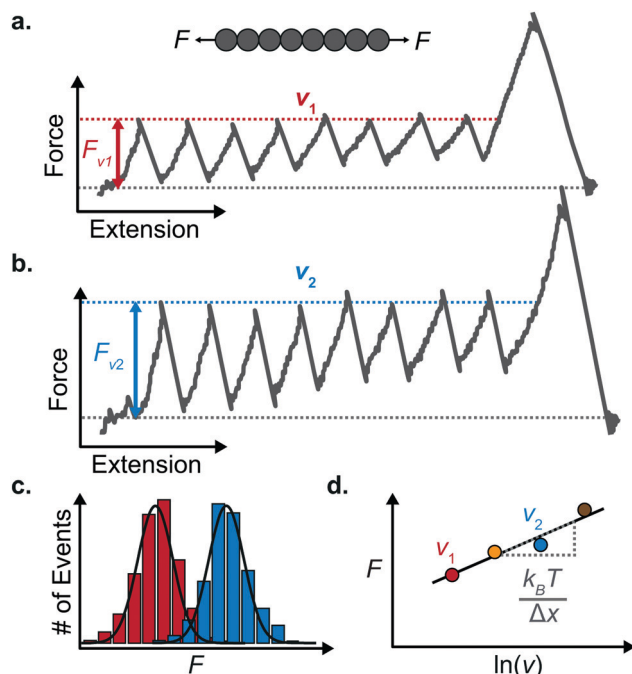 a.
F F
v1
Force
Fv1
Extension
b.
v2
Force
Fv2
Extension
c.
# of Events
F
d.
F
v1
v2
kBT
Δx
ln(v)